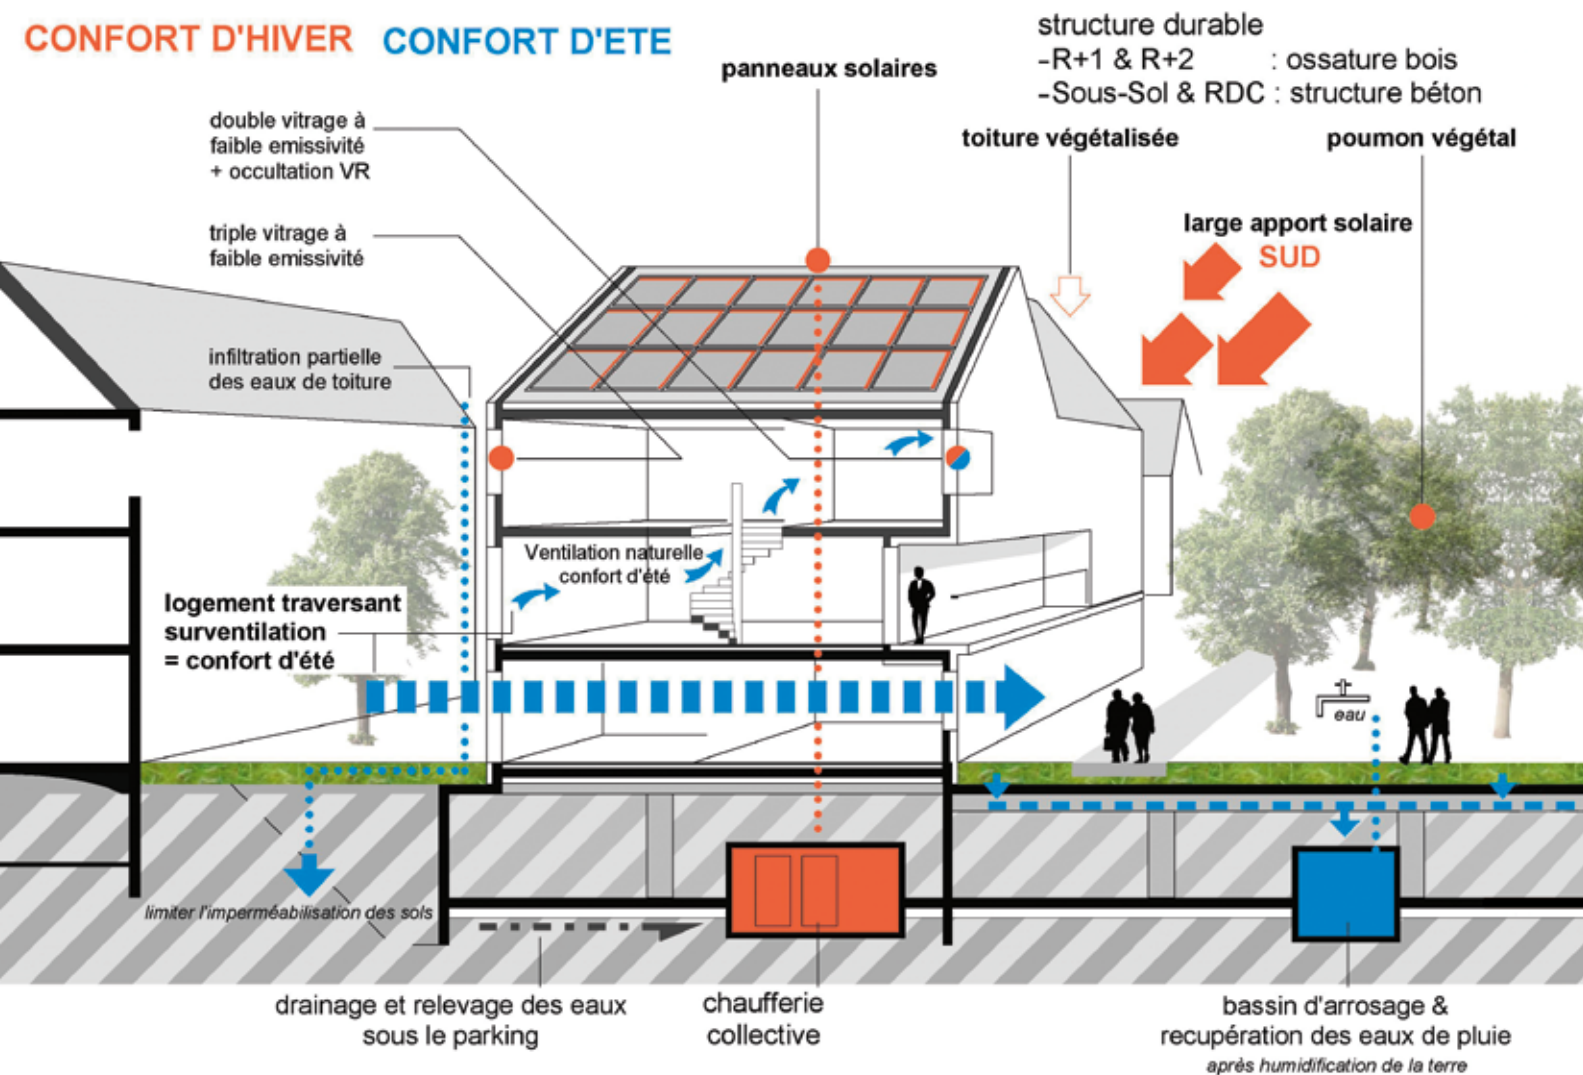 CONFORT D'HIVER CONFORT D'ETE
structure durable
-R+1 & R+2 : ossature bois
-Sous-Sol & RDC : structure béton
panneaux solaires
double vitrage à
faible emissivité
+ occultation VR
toiture végétalisée
poumon végétal
triple vitrage à
faible emissivité
large apport solaire
SUD
infiltration partielle
des eaux de toiture
Ventilation naturelle
confort d'été
logement traversant
surventilation
= confort d'été
eau
limiter l'imperméabilisation des sols
drainage et relevage des eaux
sous le parking
chaufferie
collective
bassin d'arrosage &
recupération des eaux de pluie
après humidification de la terre